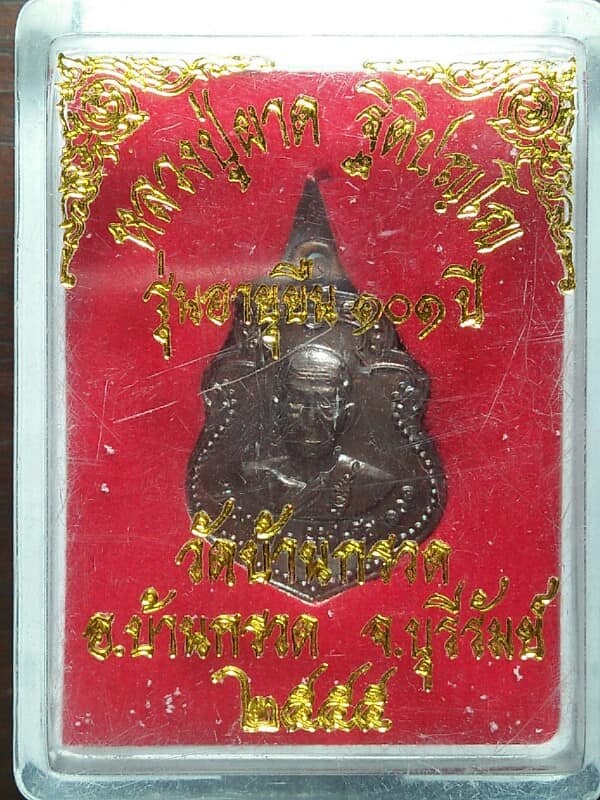 หลวงปู่ผาด ฐิติปญฺโญ
รุ่นอายุยืน ๑๐๑ ปี
วัดบ้านกรวด
อ.บ้านกรวด จ.บุรีรัมย์
๒๕๕๕